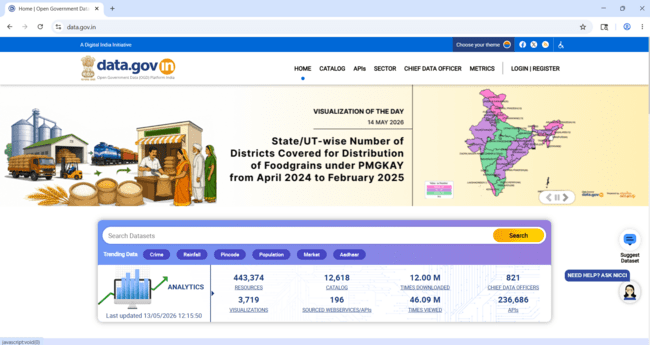 Home | Open Government Dat
data.gov.in
A Digital India Initiative
Choose your theme
data.gov.in
Open Government Data (OGD) Platform India
HOME CATALOG APIs SECTOR CHIEF DATA OFFICER METRICS LOGIN | REGISTER
VISUALIZATION OF THE DAY
14 MAY 2026
State/UT-wise Number of
Districts Covered for Distribution
of Foodgrains under PMGKAY
from April 2024 to February 2025
Search Datasets
Search
Trending Data Crime Rainfall Pincode Population Market Aadhaar
Suggest
Dataset
NEED HELP? ASK NICCI
ANALYTICS
Last updated 13/05/2026 12:15:50
443,374 12,618 12.00 M 821
RESOURCES CATALOG TIMES DOWNLOADED CHIEF DATA OFFICERS
3,719 196 46.09 M 236,686
VISUALIZATIONS SOURCED WEBSERVICES/APIs TIMES VIEWED APIs
javascript:void(0)